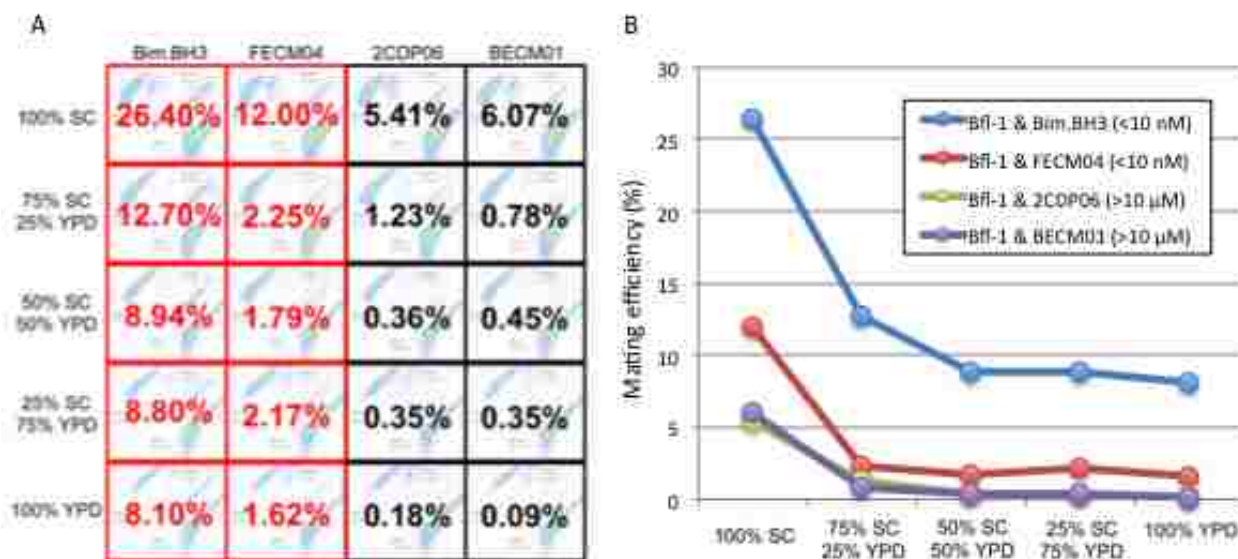 A
Bim.BH3 FECM04 2COP06 BECM01
100% SC 26.40% 12.00% 5.41% 6.07%
75% SC
25% YPD
12.70% 2.25% 1.23% 0.78%
50% SC
50% YPD
8.94% 1.79% 0.36% 0.45%
25% SC
75% YPD
8.80% 2.17% 0.35% 0.35%
100% YPD 8.10% 1.62% 0.18% 0.09%
B
Mating efficiency (%)
30
25
20
15
10
5
0
Bfl-1 & Bim.BH3 (<10 nM)
Bfl-1 & FECM04 (<10 nM)
Bfl-1 & 2COP06 (>10 µM)
Bfl-1 & BECM01 (>10 µM)
100% SC
75% SC
25% YPD
50% SC
50% YPD
25% SC
75% YPD
100% YPD